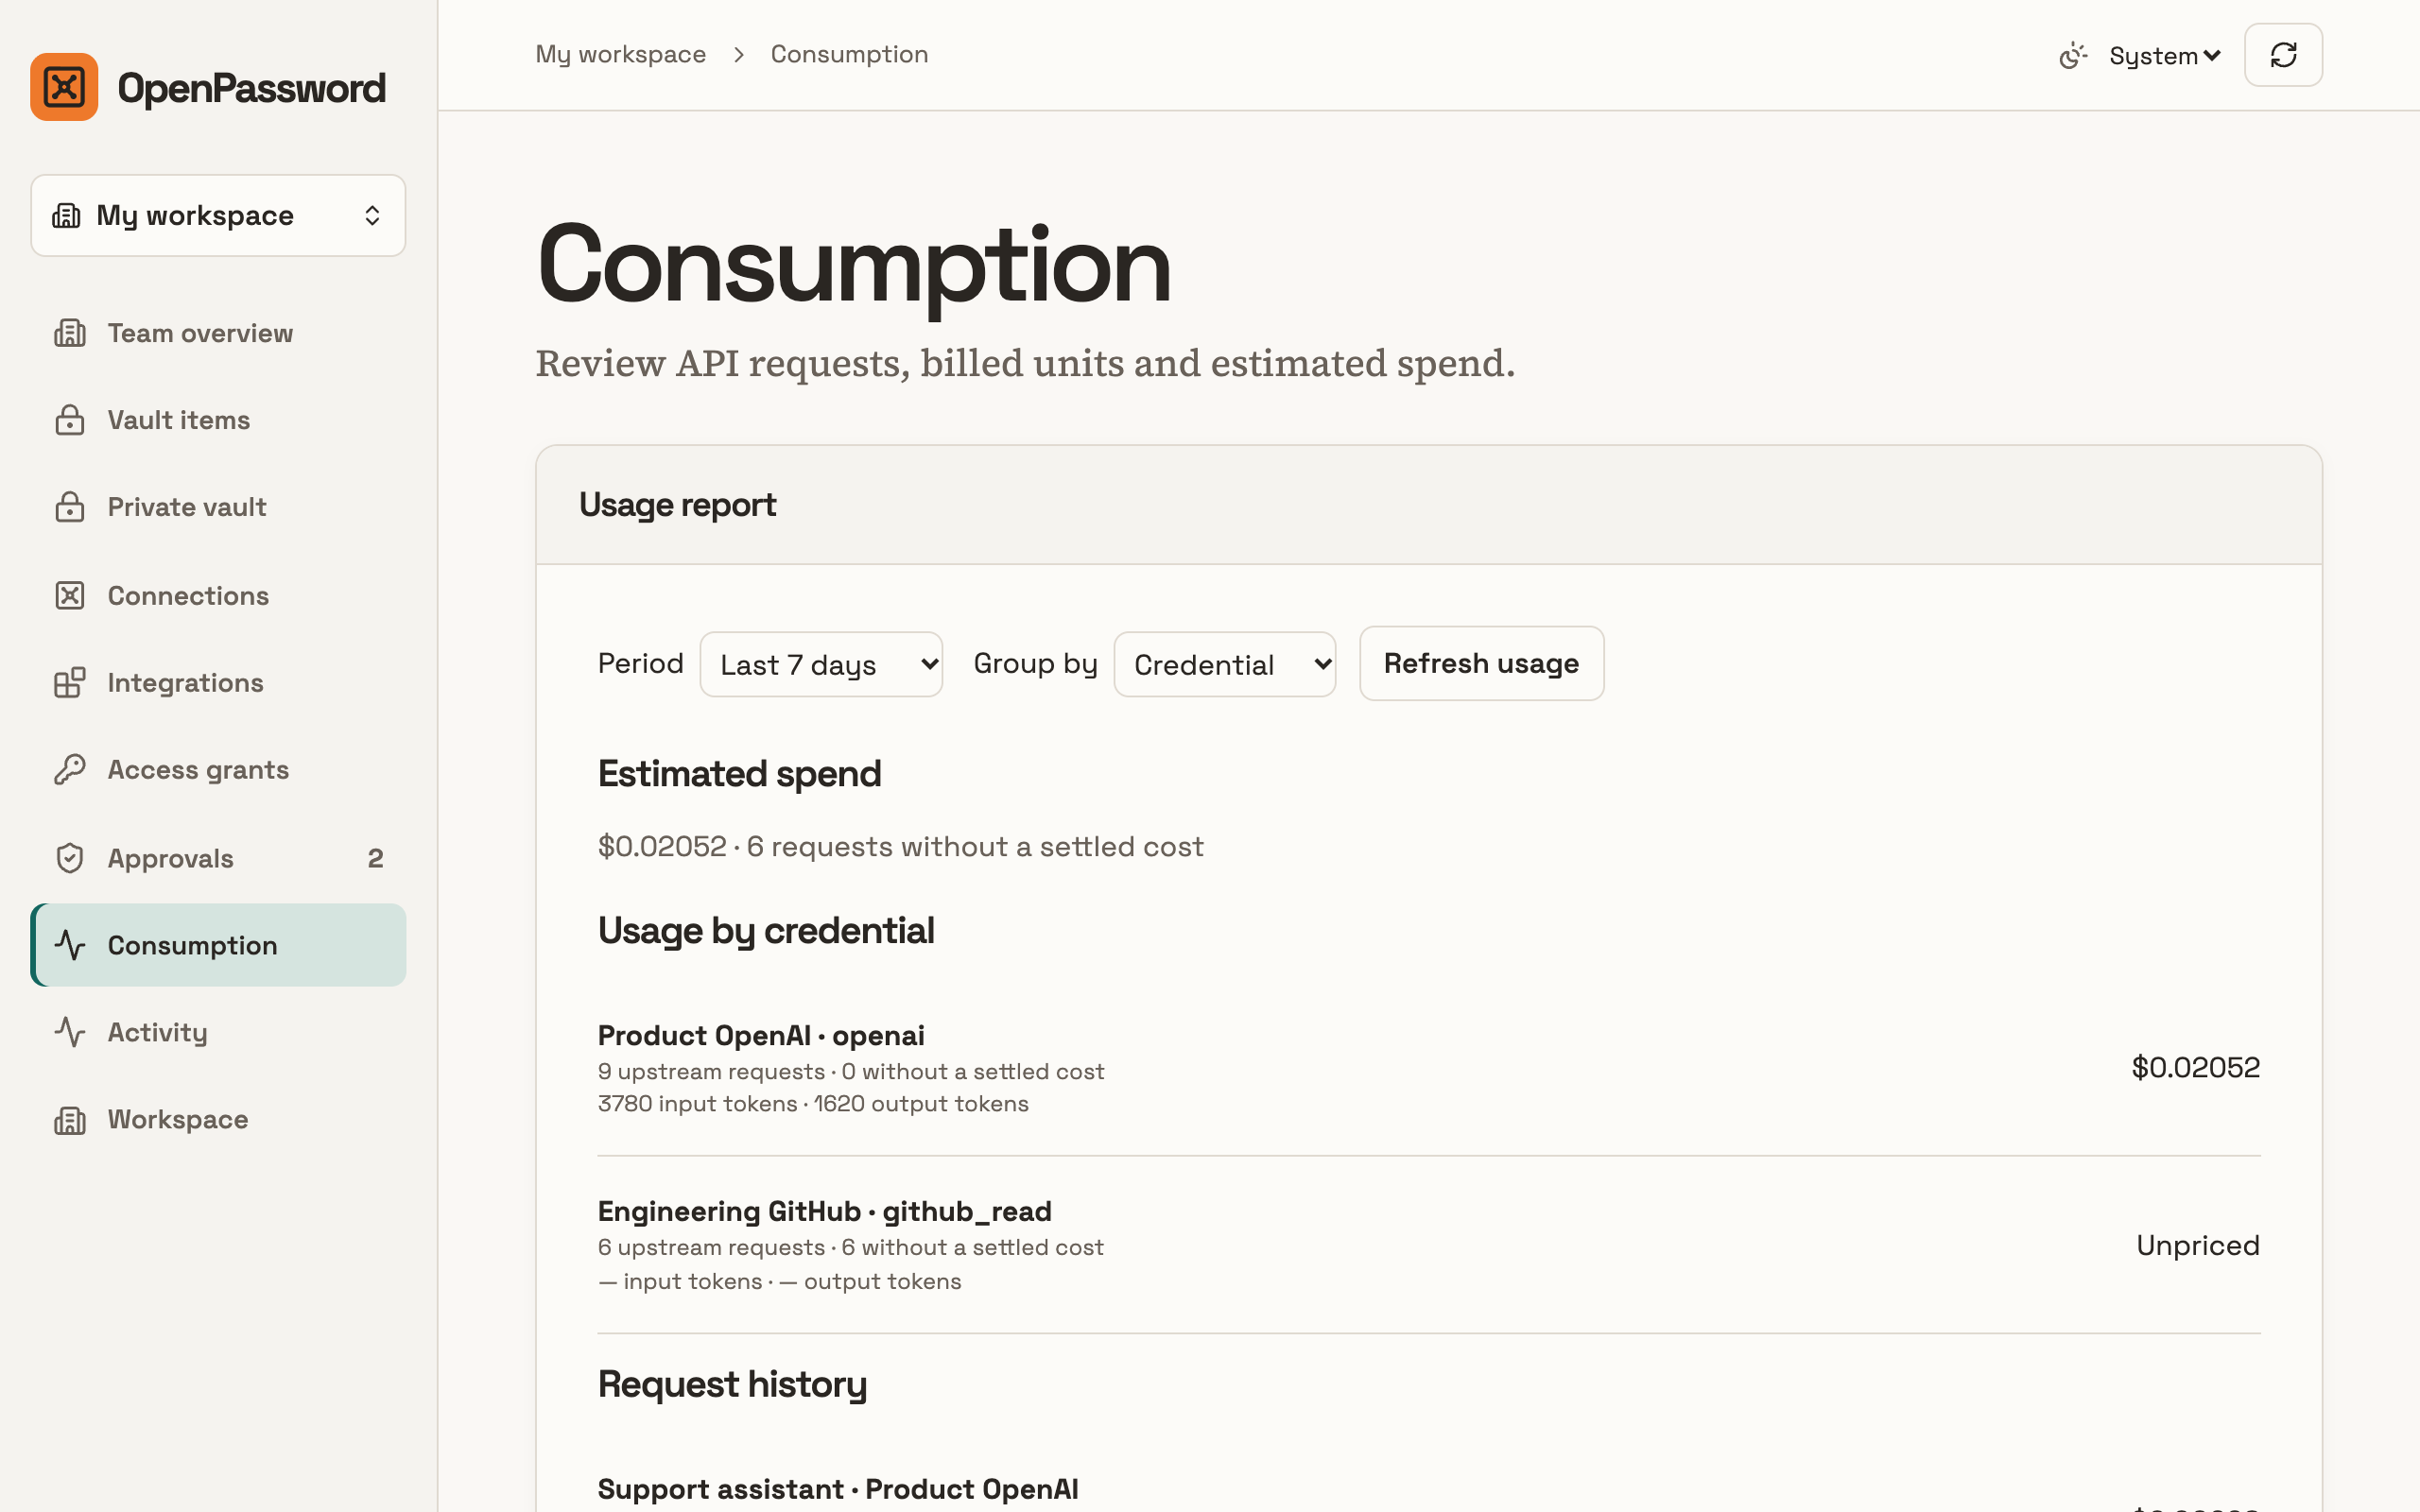 OpenPassword
My workspace
Team overview
Vault items
Private vault
Connections
Integrations
Access grants
Approvals 2
Consumption
Activity
Workspace
My workspace > Consumption
System
Consumption
Review API requests, billed units and estimated spend.
Usage report
Period Last 7 days Group by Credential Refresh usage
Estimated spend
$0.02052 · 6 requests without a settled cost
Usage by credential
Product OpenAI · openai
9 upstream requests · 0 without a settled cost
3780 input tokens · 1620 output tokens
$0.02052
Engineering GitHub · github_read
6 upstream requests · 6 without a settled cost
— input tokens · — output tokens
Unpriced
Request history
Support assistant · Product OpenAI